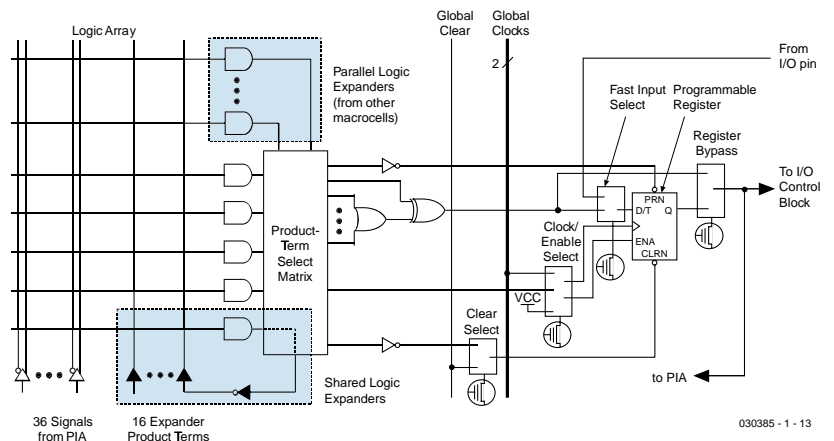 Logic Array
Parallel Logic
Expanders
(from other
macrocells)
Global
Clear
Global
Clocks
2
From
I/O pin
Fast Input
Select
Programmable
Register
Register
Bypass
To I/O
Control
Block
Product-
Term
Select
Matrix
PRN
D/T
Q
ENA
CLRN
Clock/
Enable
Select
VCC
Clear
Select
Shared Logic
Expanders
to PIA
36 Signals
from PIA
16 Expander
Product Terms
030385 - 1 - 13